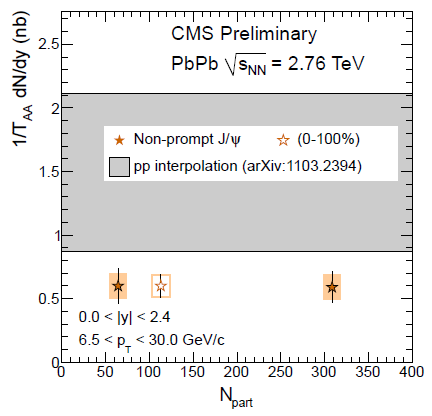 CMS Preliminary
PbPb √sNN = 2.76 TeV
1/TAA dN/dy (nb)
Non-prompt J/ψ
(0-100%)
pp interpolation (arXiv:1103.2394)
0.0 < |y| < 2.4
6.5 < pT < 30.0 GeV/c
2.5
2
1.5
1
0.5
0
0 50 100 150 200 250 300 350 400
Npart